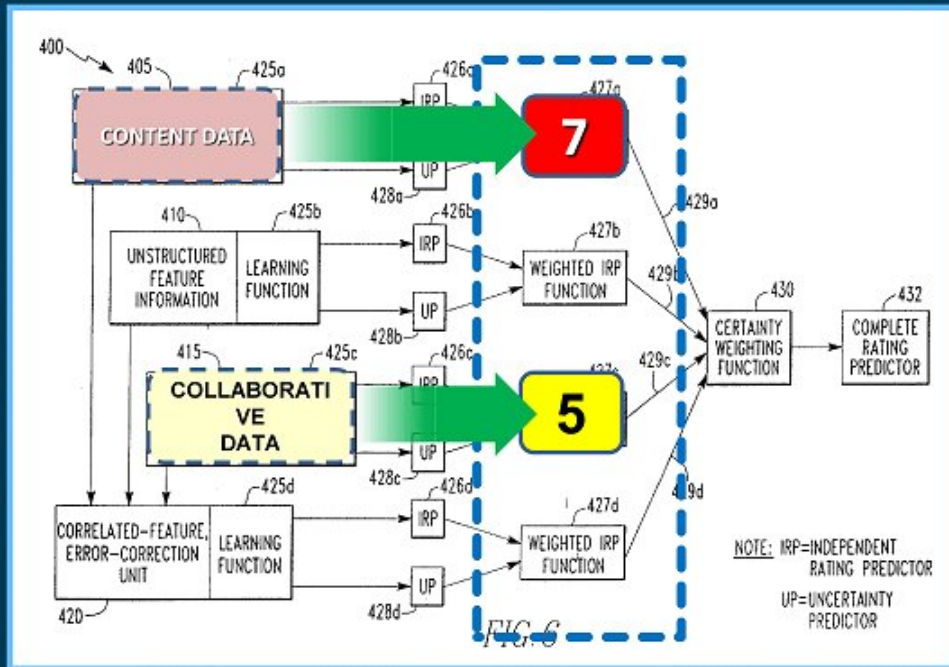 400
405
425a
426a
427a
CONTENT DATA
IRP
7
UP
428a
429a
410
425b
426b
UNSTRUCTURED
FEATURE
INFORMATION
LEARNING
FUNCTION
IRP
427b
WEIGHTED IRP
FUNCTION
429b
UP
428b
430
432
CERTAINTY
WEIGHTING
FUNCTION
COMPLETE
RATING
PREDICTOR
415
425c
426c
427c
429c
COLLABORATI
VE
DATA
IRP
5
UP
428c
429d
425d
426d
427d
CORRELATED-FEATURE,
ERROR-CORRECTION
UNIT
LEARNING
FUNCTION
IRP
WEIGHTED IRP
FUNCTION
UP
420
428d
NOTE: IRP=INDEPENDENT
RATING PREDICTOR
UP=UNCERTAINTY
PREDICTOR
FIG. 6